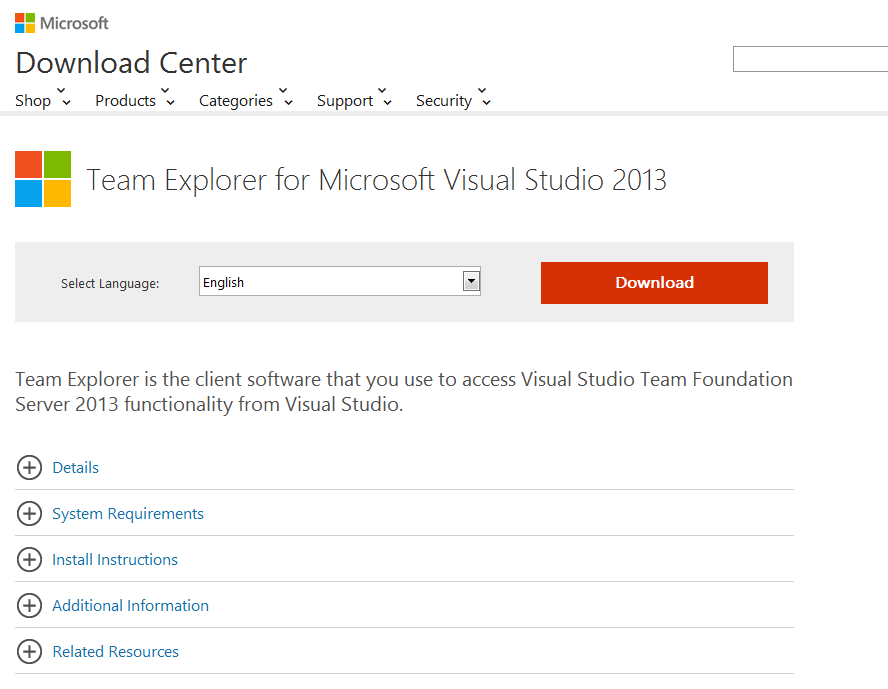 Microsoft
Download Center
Shop Products Categories Support Security
Team Explorer for Microsoft Visual Studio 2013
Select Language: English Download
Team Explorer is the client software that you use to access Visual Studio Team Foundation
Server 2013 functionality from Visual Studio.
Details
System Requirements
Install Instructions
Additional Information
Related Resources